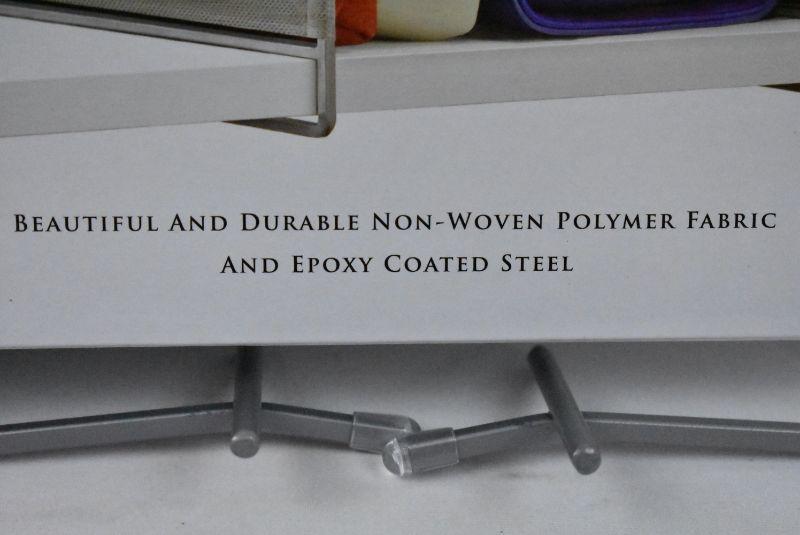 Beautiful And Durable Non-Woven Polymer Fabric
And Epoxy Coated Steel